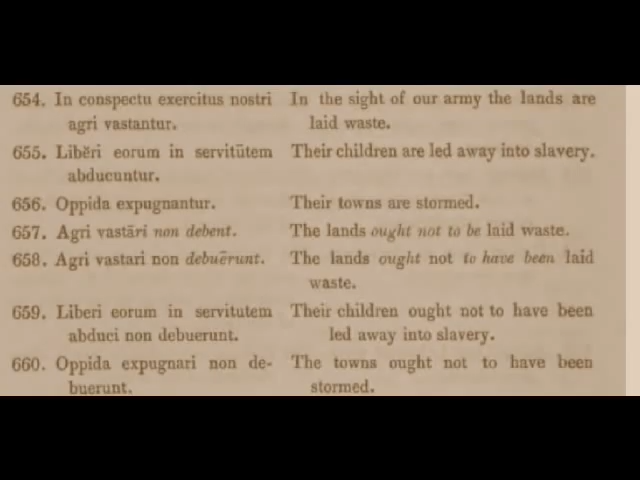 654. In conspectu exercitus nostri In the sight of our army the lands are
agri vastantur. laid waste.
655. Libĕri eorum in servitūtem Their children are led away into slavery.
abducuntur.
656. Oppida expugnantur. Their towns are stormed.
657. Agri vastāri non debent. The lands ought not to be laid waste.
658. Agri vastari non debuērunt. The lands ought not to have been laid
waste.
659. Liberi eorum in servitutem Their children ought not to have been
abduci non debuerunt. led away into slavery.
660. Oppida expugnari non de- The towns ought not to have been
buerunt. stormed.